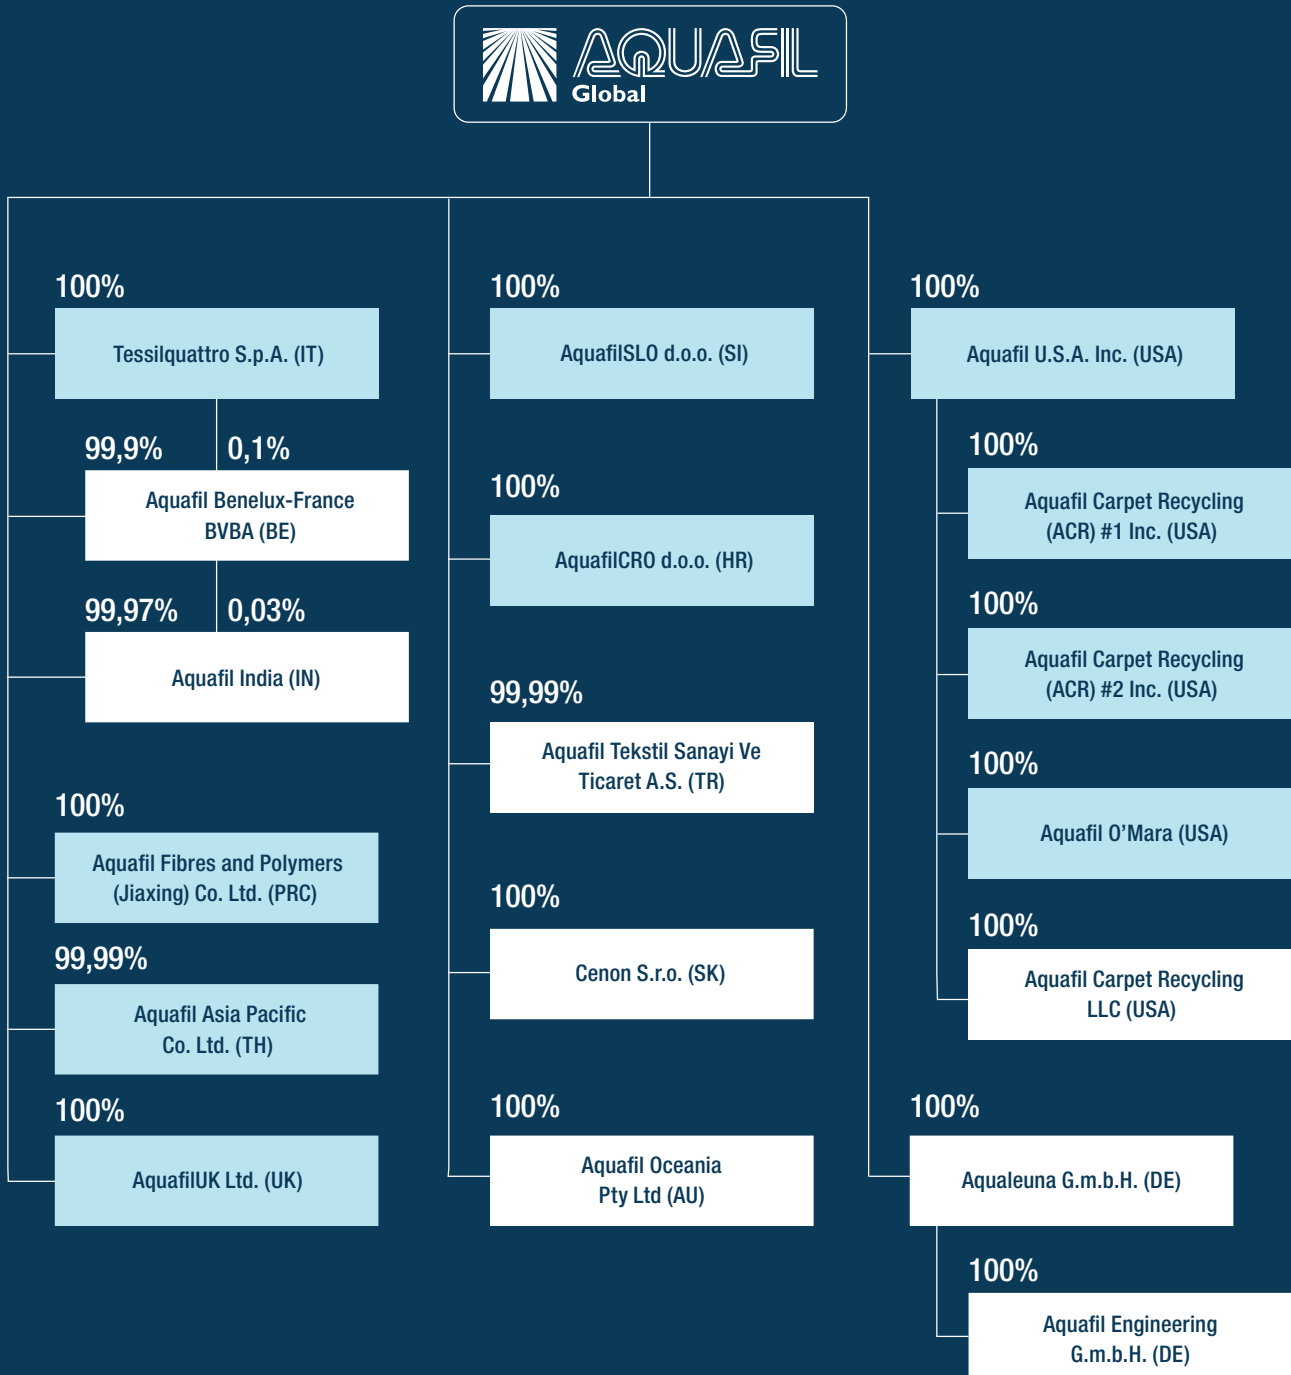 AQUAFIL
Global
100%
Tessilquattro S.p.A. (IT)
99,9%
0,1%
Aquafil Benelux-France
BVBA (BE)
99,97%
0,03%
Aquafil India (IN)
100%
Aquafil Fibres and Polymers
(Jiaxing) Co. Ltd. (PRC)
99,99%
Aquafil Asia Pacific
Co. Ltd. (TH)
100%
AquafilUK Ltd. (UK)
100%
AquafilSLO d.o.o. (SI)
100%
AquafilCRO d.o.o. (HR)
99,99%
Aquafil Tekstil Sanayi Ve
Ticaret A.S. (TR)
100%
Cenon S.r.o. (SK)
100%
Aquafil Oceania
Pty Ltd (AU)
100%
Aquafil U.S.A. Inc. (USA)
100%
Aquafil Carpet Recycling
(ACR) #1 Inc. (USA)
100%
Aquafil Carpet Recycling
(ACR) #2 Inc. (USA)
100%
Aquafil O’Mara (USA)
100%
Aquafil Carpet Recycling
LLC (USA)
100%
Aqualeuna G.m.b.H. (DE)
100%
Aquafil Engineering
G.m.b.H. (DE)